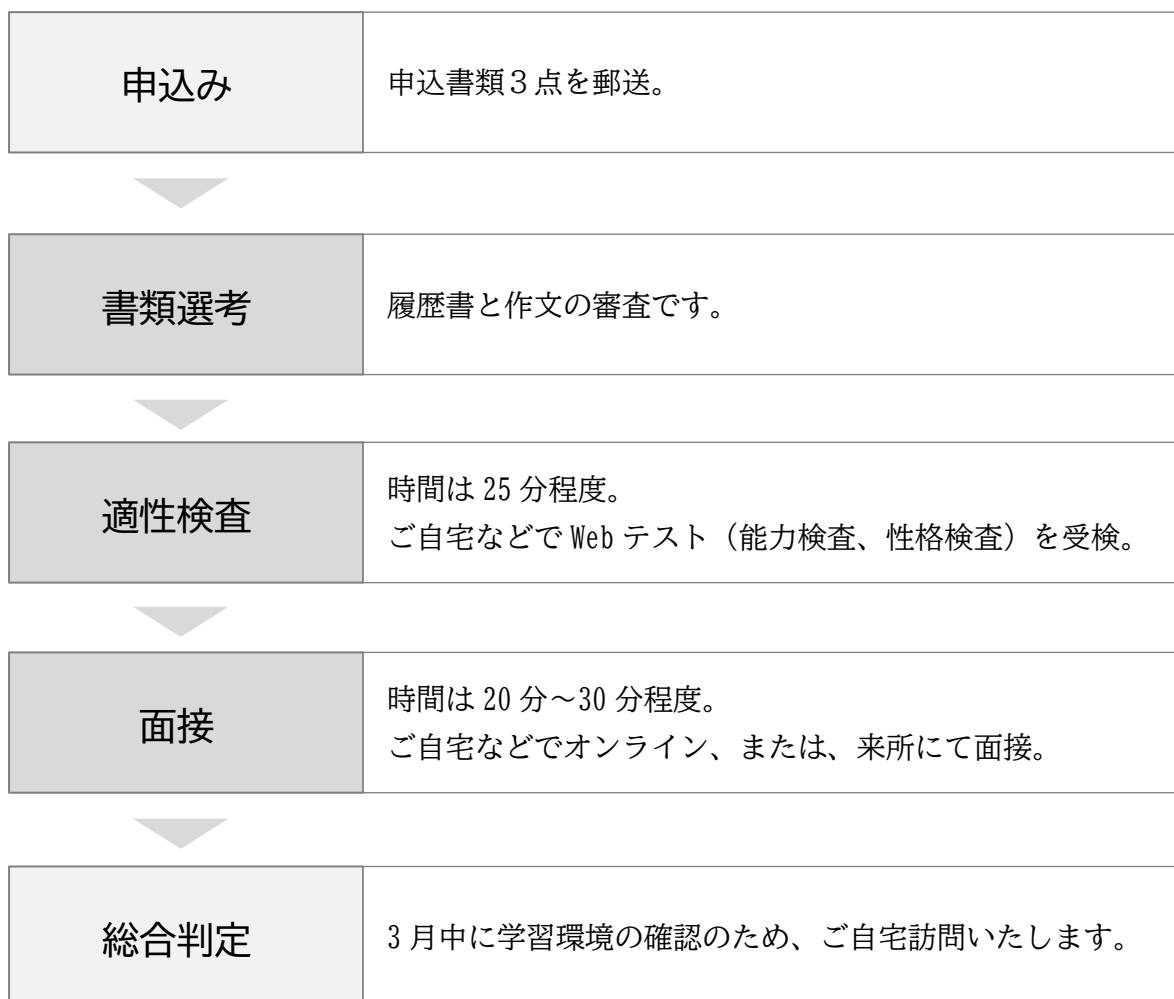 申込み
申込書類３点を郵送。
書類選考
履歴書と作文の審査です。
適性検査
時間は 25 分程度。
ご自宅などで Web テスト（能力検査、性格検査）を受検。
面接
時間は 20 分～30 分程度。
ご自宅などでオンライン、または、来所にて面接。
総合判定
3 月中に学習環境の確認のため、ご自宅訪問いたします。